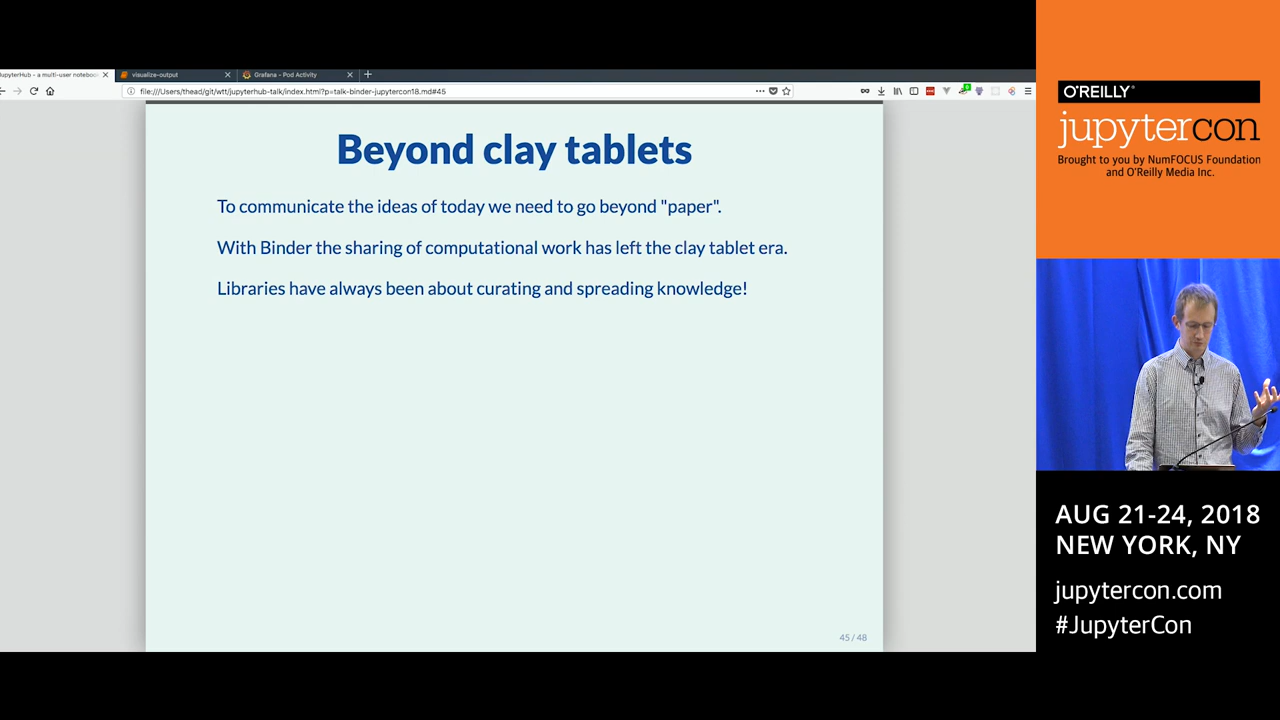 JupyterHub – a multi-user noteboo
visualize-output
Grafana - Pod Activity
file:///Users/thead/git/wtt/jupyterhub-talk/index.html?p=talk-binder-jupytercon18.md#45
Beyond clay tablets
To communicate the ideas of today we need to go beyond "paper".
With Binder the sharing of computational work has left the clay tablet era.
Libraries have always been about curating and spreading knowledge!
45 / 48
O'REILLY®
jupytercon
Brought to you by NumFOCUS Foundation
and O'Reilly Media Inc.
AUG 21-24, 2018
NEW YORK, NY
jupytercon.com
#JupyterCon